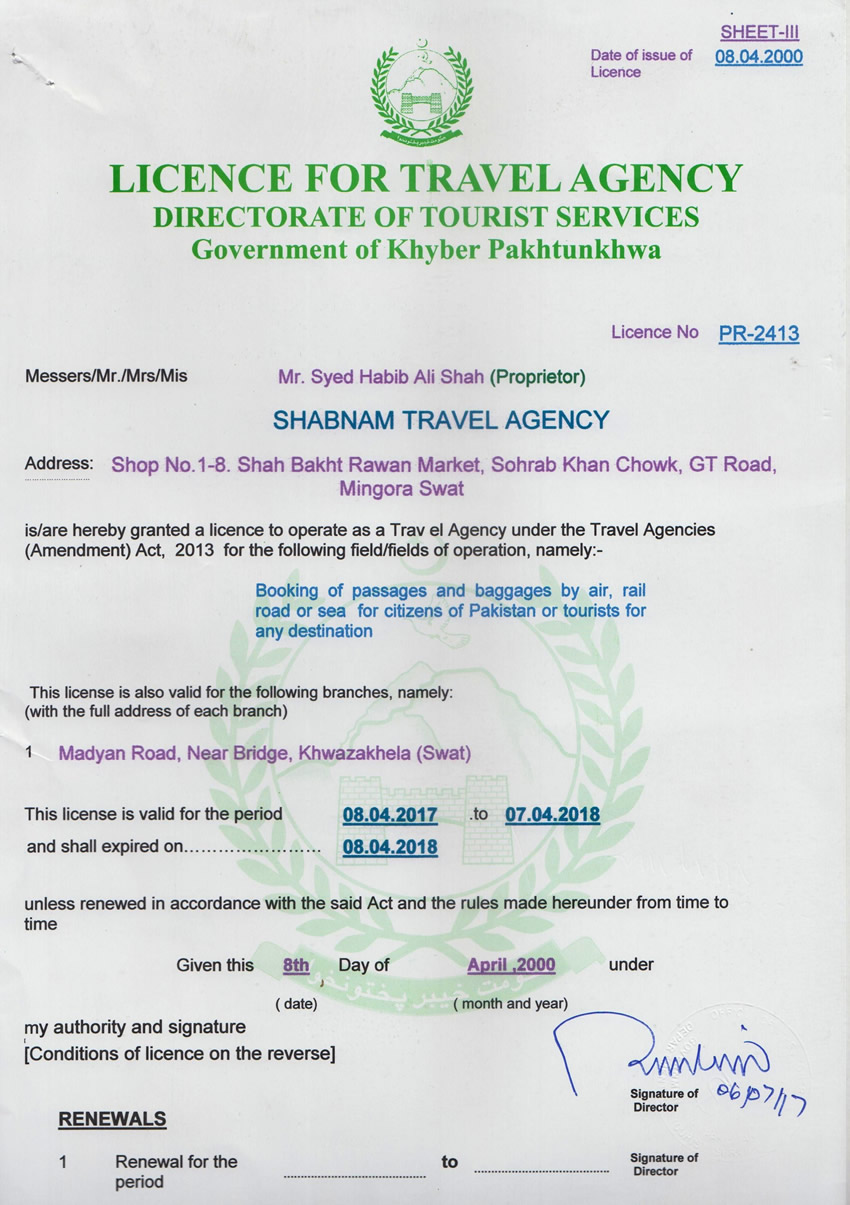 SHEET-III
Date of issue of 08.04.2000
Licence
LICENCE FOR TRAVEL AGENCY
DIRECTORATE OF TOURIST SERVICES
Government of Khyber Pakhtunkhwa
Licence No PR-2413
Messers/Mr./Mrs/Mis Mr. Syed Habib Ali Shah (Proprietor)
SHABNAM TRAVEL AGENCY
Address: Shop No.1-8. Shah Bakht Rawan Market, Sohrab Khan Chowk, GT Road,
Mingora Swat
is/are hereby granted a licence to operate as a Trav el Agency under the Travel Agencies
(Amendment) Act, 2013 for the following field/fields of operation, namely:-
Booking of passages and baggages by air, rail
road or sea for citizens of Pakistan or tourists for
any destination
This license is also valid for the following branches, namely:
(with the full address of each branch)
1 Madyan Road, Near Bridge, Khwazakhela (Swat)
This license is valid for the period 08.04.2017 .to 07.04.2018
and shall expired on........................ 08.04.2018
unless renewed in accordance with the said Act and the rules made hereunder from time to
time
Given this 8th Day of April ,2000 under
( date) ( month and year)
حکومت خیبر پختونخوا
my authority and signature
[Conditions of licence on the reverse]
Signature of 06/07/17
Director
RENEWALS
1 Renewal for the to Signature of
period Director